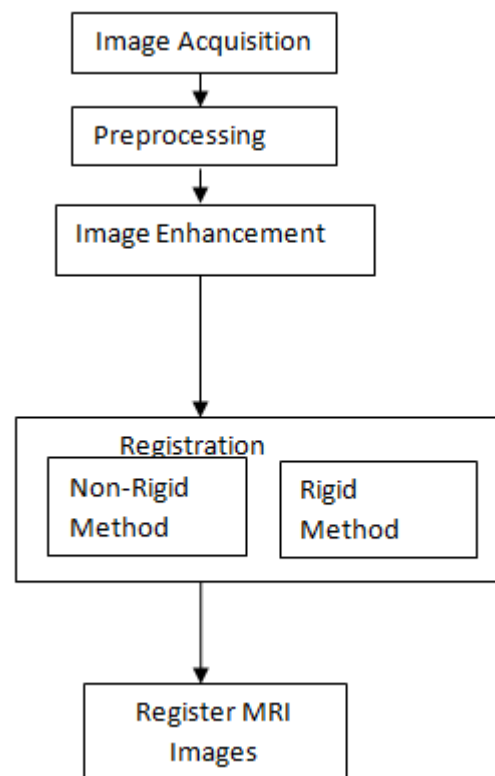 Image Acquisition
Preprocessing
Image Enhancement
Registration
Non-Rigid
Method
Rigid
Method
Register MRI
Images